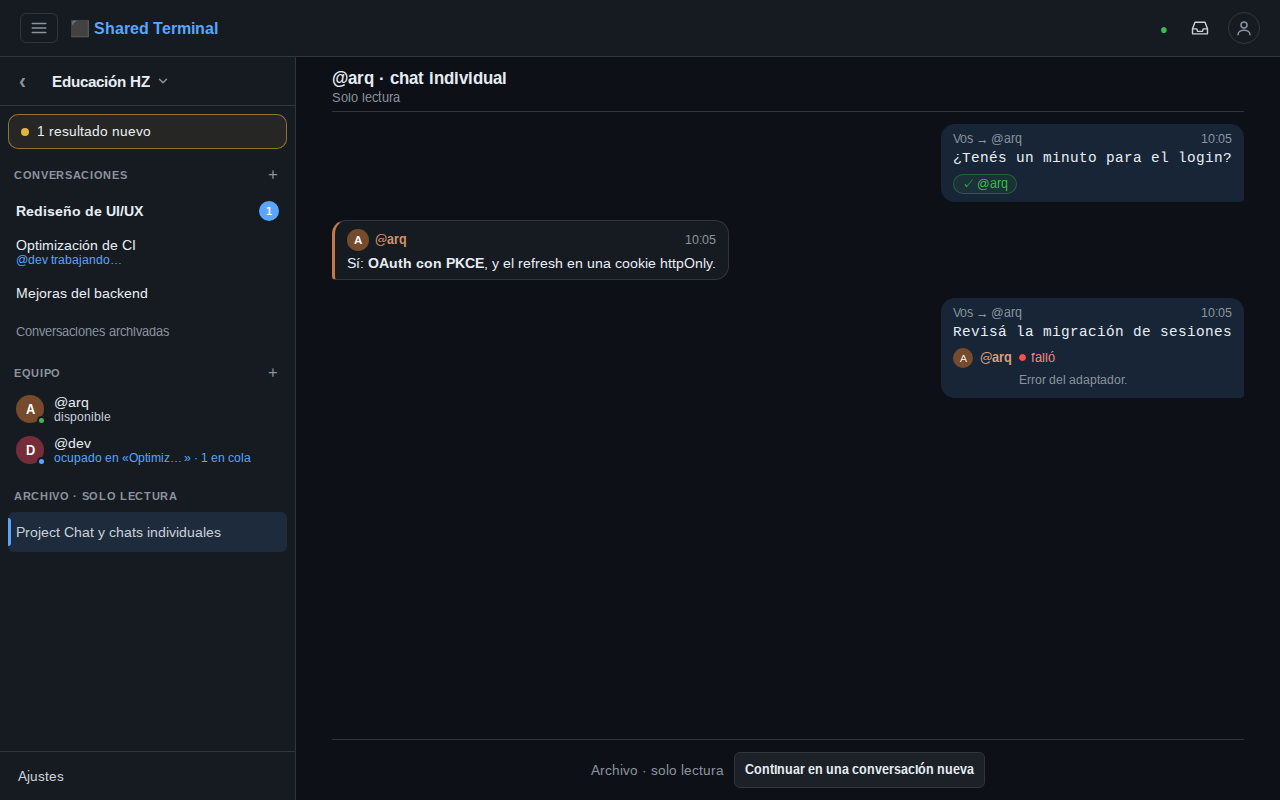 Shared Terminal
Educación HZ
1 resultado nuevo
CONVERSACIONES +
Rediseño de UI/UX 1
Optimización de CI
@dev trabajando…
Mejoras del backend
Conversaciones archivadas
EQUIPO +
A @arq
disponible
D @dev
ocupado en «Optimiz…» · 1 en cola
ARCHIVO · SOLO LECTURA
Project Chat y chats individuales
Ajustes
@arq · chat individual
Solo lectura
Vos → @arq 10:05
¿Tenés un minuto para el login?
✓ @arq
A @arq 10:05
Sí: OAuth con PKCE, y el refresh en una cookie httpOnly.
Vos → @arq 10:05
Revisá la migración de sesiones
A @arq falló
Error del adaptador.
Archivo · solo lectura Continuar en una conversación nueva